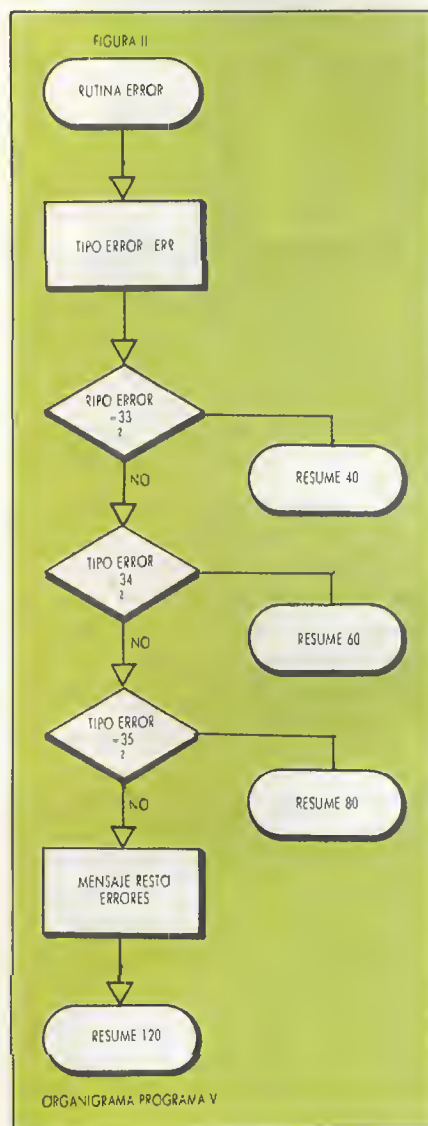 FIGURA II
RUTINA ERROR
TIPO ERROR ERR
RIPO ERROR
=33
?
RESUME 40
NO
TIPO ERROR
34
?
RESUME 60
NO
TIPO ERROR
=35
?
RESUME 80
NO
MENSAJE RESTO
ERRORES
RESUME 120
ORGANIGRAMA PROGRAMA V